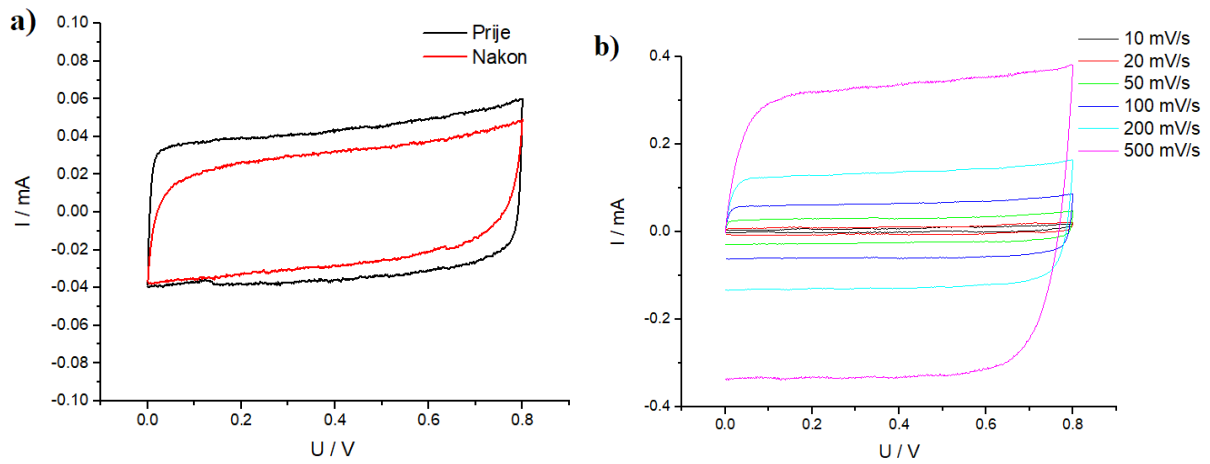 a)
Prije
Nakon
0.10
0.08
0.06
0.04
0.02
0.00
-0.02
-0.04
-0.06
-0.08
-0.10
I / mA
0.0
0.2
0.4
0.6
0.8
U / V
b)
10 mV/s
20 mV/s
50 mV/s
100 mV/s
200 mV/s
500 mV/s
0.4
0.2
0.0
-0.2
-0.4
I / mA
0.0
0.2
0.4
0.6
0.8
U / V